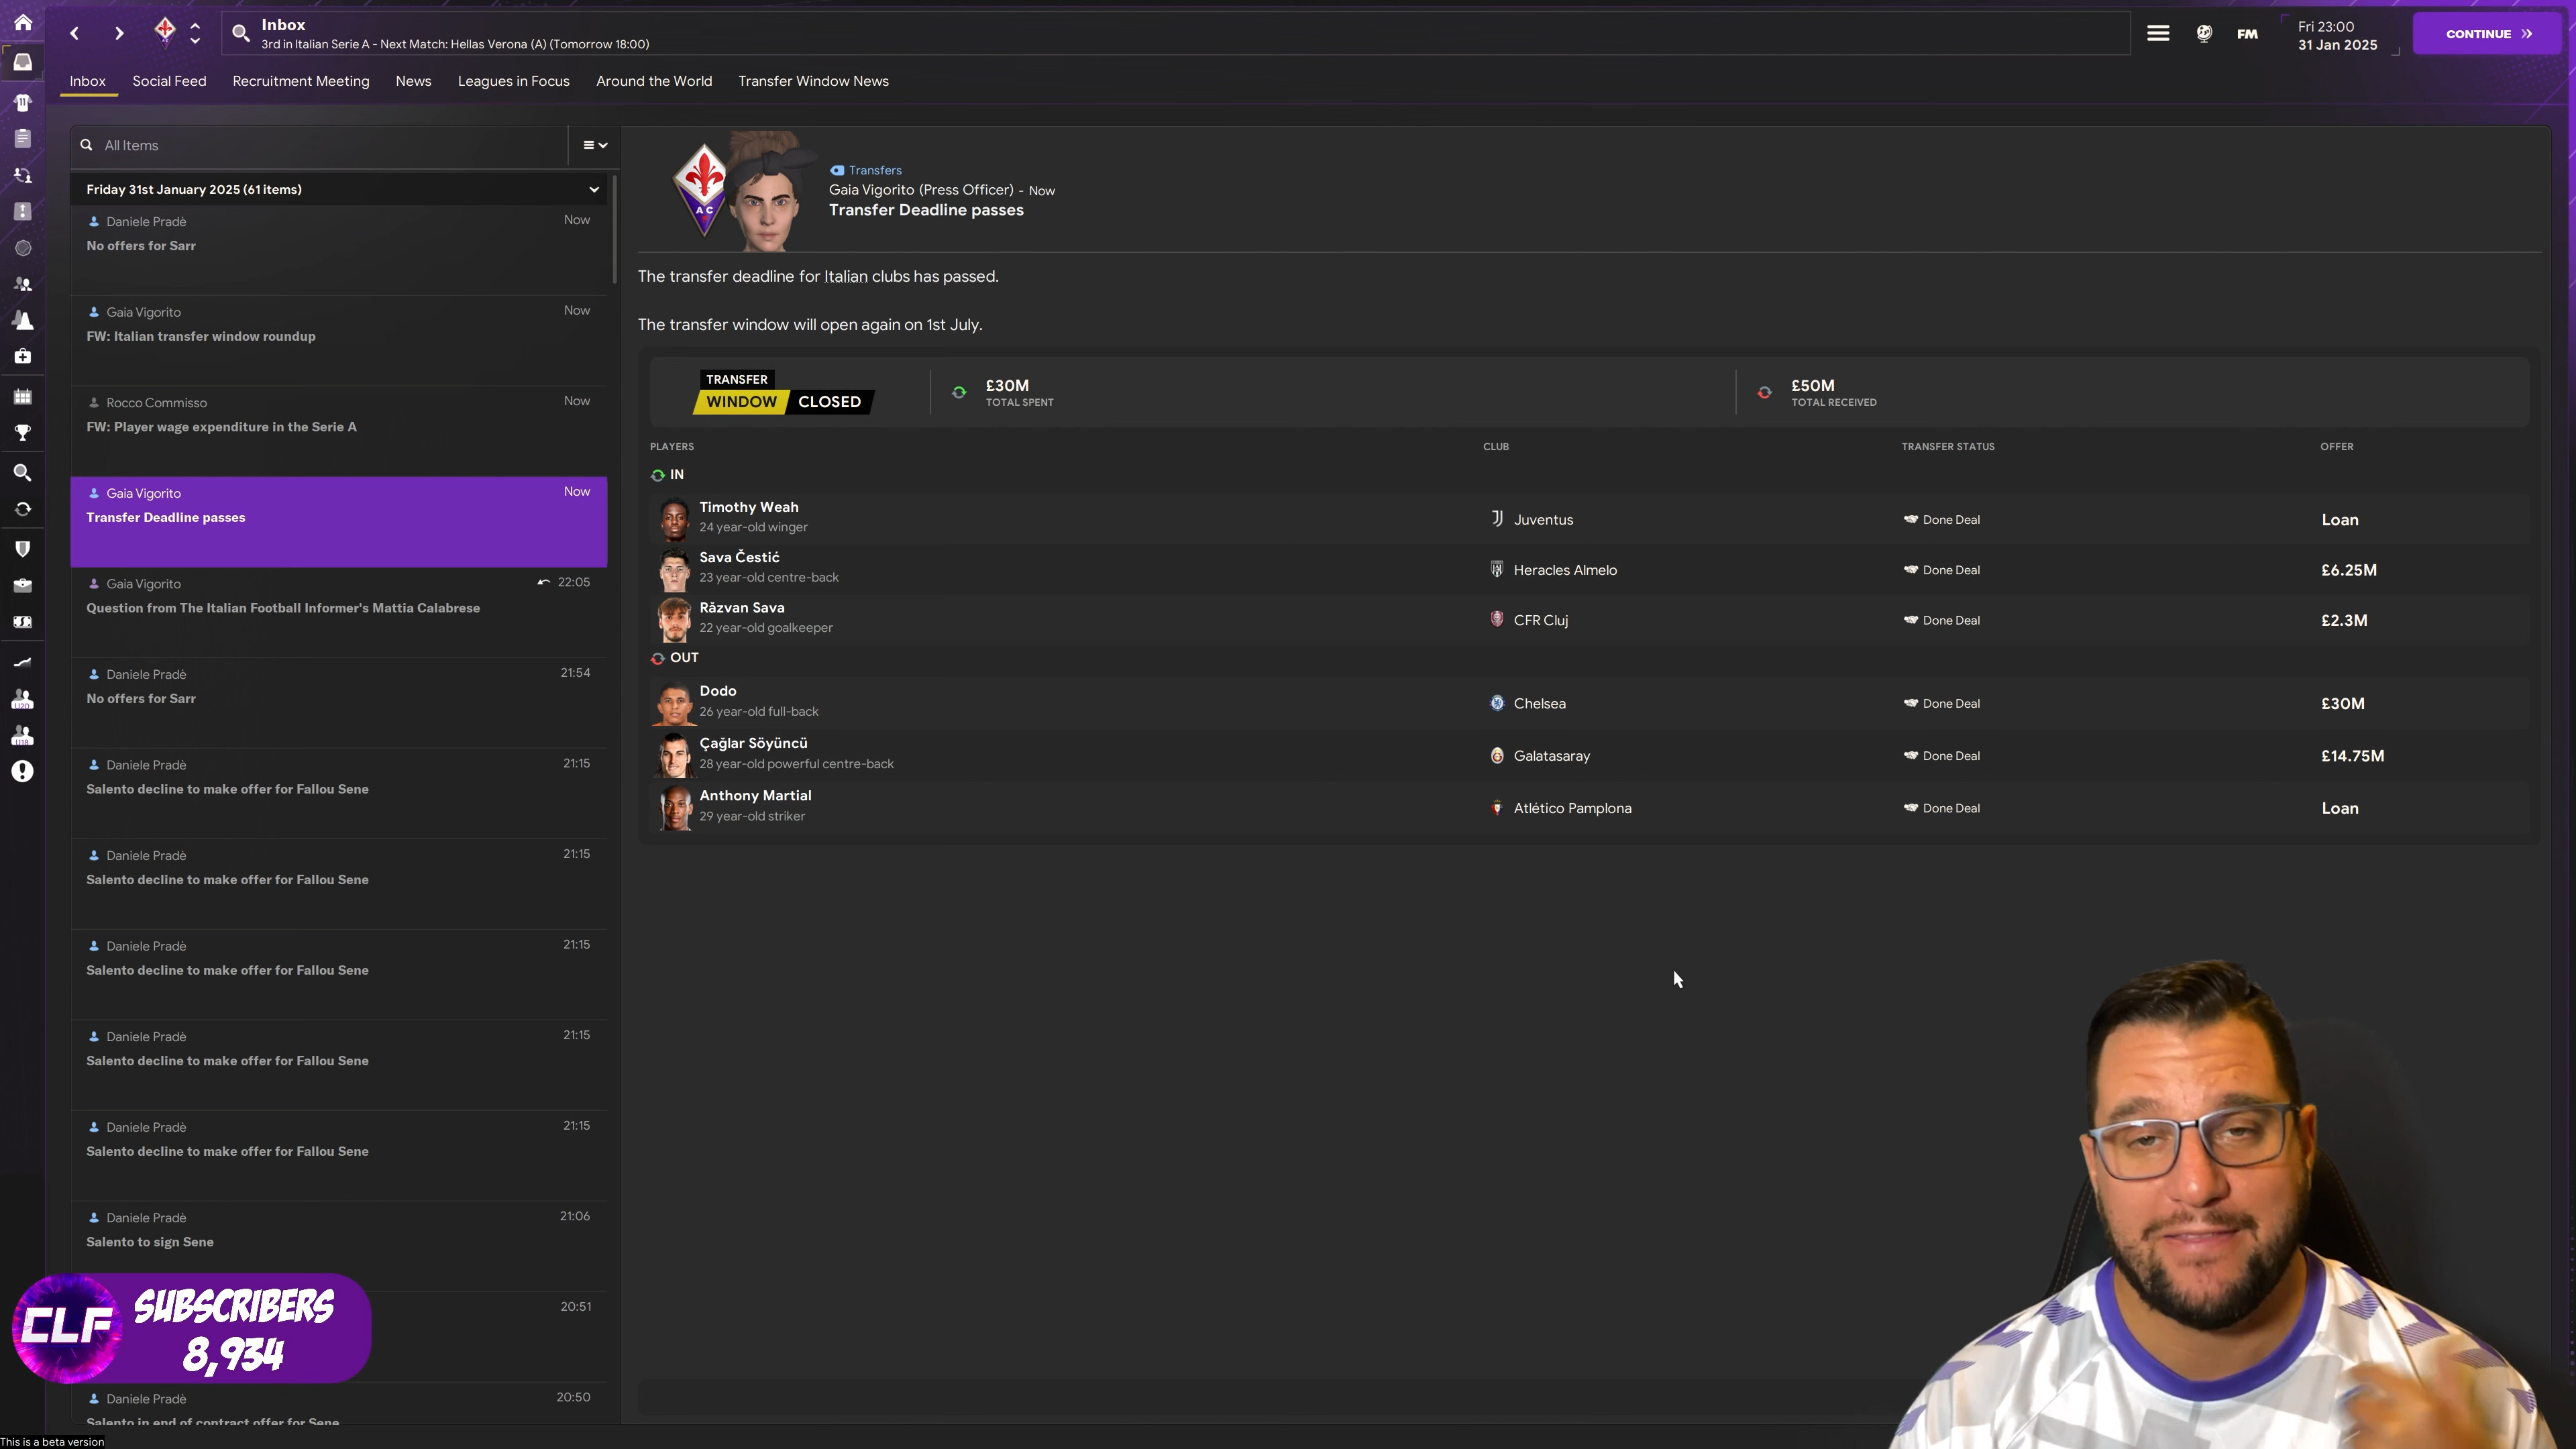 Inbox
3rd in Italian Serie A - Next Match: Hellas Verona (A) (Tomorrow 18:00)
FM
Fri 23:00
31 Jan 2025
CONTINUE
Inbox
Social Feed
Recruitment Meeting
News
Leagues in Focus
Around the World
Transfer Window News
All Items
Friday 31st January 2025 (61 items)
Daniele Pradè
Now
No offers for Sarr
Gaia Vigorito
Now
FW: Italian transfer window roundup
Rocco Commisso
Now
FW: Player wage expenditure in the Serie A
Gaia Vigorito
Now
Transfer Deadline passes
Gaia Vigorito
22:05
Question from The Italian Football Informer's Mattia Calabrese
Daniele Pradè
21:54
No offers for Sarr
Daniele Pradè
21:15
Salento decline to make offer for Fallou Sene
Daniele Pradè
21:15
Salento decline to make offer for Fallou Sene
Daniele Pradè
21:15
Salento decline to make offer for Fallou Sene
Daniele Pradè
21:15
Salento decline to make offer for Fallou Sene
Daniele Pradè
21:15
Salento decline to make offer for Fallou Sene
Daniele Pradè
21:06
Salento to sign Sene
20:51
Daniele Pradè
20:50
Salento in end of contract offer for Sene
AC
Transfers
Gaia Vigorito (Press Officer) - Now
Transfer Deadline passes
The transfer deadline for Italian clubs has passed.
The transfer window will open again on 1st July.
TRANSFER
WINDOW CLOSED
£30M
TOTAL SPENT
£50M
TOTAL RECEIVED
PLAYERS
CLUB
TRANSFER STATUS
OFFER
IN
Timothy Weah
24 year-old winger
Juventus
Done Deal
Loan
Sava Čestić
23 year-old centre-back
Heracles Almelo
Done Deal
£6.25M
Răzvan Sava
22 year-old goalkeeper
CFR Cluj
Done Deal
£2.3M
OUT
Dodo
26 year-old full-back
Chelsea
Done Deal
£30M
Çağlar Söyüncü
28 year-old powerful centre-back
Galatasaray
Done Deal
£14.75M
Anthony Martial
29 year-old striker
Atlético Pamplona
Done Deal
Loan
11
U20
U18
CLF
SUBSCRIBERS
8,934
This is a beta version